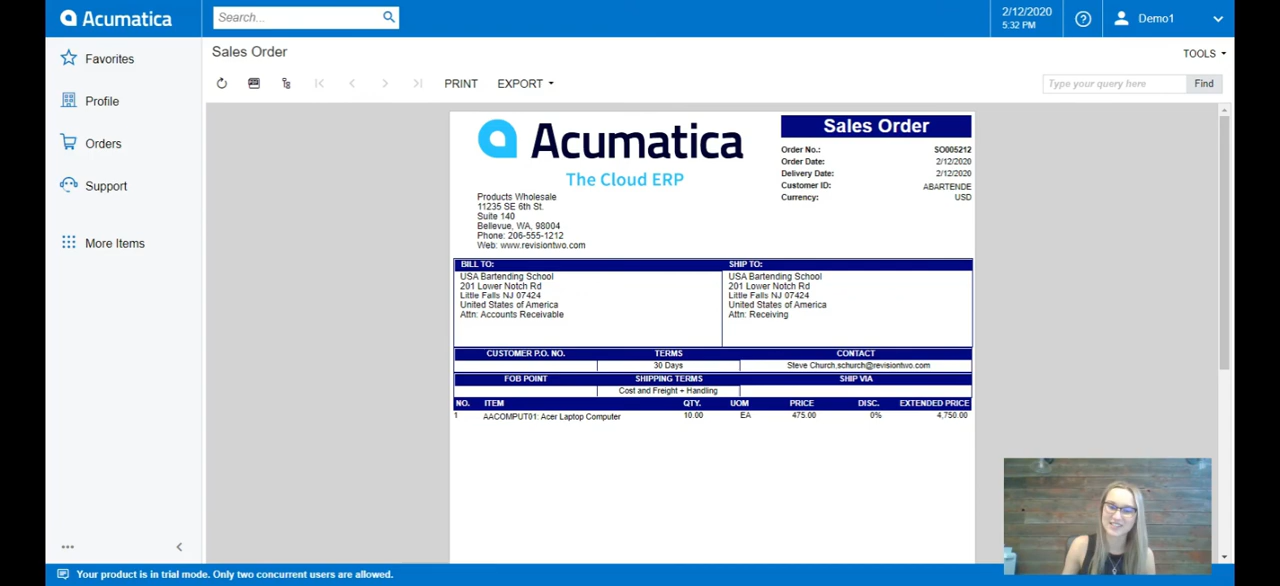 Acumatica
Search...
2/12/2020
5:32 PM
Demo1
Favorites
Profile
Orders
Support
More Items
Sales Order
TOOLS
PRINT
EXPORT
Type your query here
Find
Acumatica
The Cloud ERP
Products Wholesale
11235 SE 6th St.
Suite 140
Bellevue, WA, 98004
Phone: 206-555-1212
Web: www.revisiontwo.com
Sales Order
Order No.: SO005212
Order Date: 2/12/2020
Delivery Date: 2/12/2020
Customer ID: ABARTENDE
Currency: USD
BILL TO:
USA Bartending School
201 Lower Notch Rd
Little Falls NJ 07424
United States of America
Attn: Accounts Receivable
SHIP TO:
USA Bartending School
201 Lower Notch Rd
Little Falls NJ 07424
United States of America
Attn: Receiving
CUSTOMER P.O. NO. TERMS CONTACT
30 Days Steve Church,schurch@revisiontwo.com
FOB POINT SHIPPING TERMS SHIP VIA
Cost and Freight + Handling
NO. ITEM QTY. UOM PRICE DISC. EXTENDED PRICE
1 AACOMPUT01: Acer Laptop Computer 10.00 EA 475.00 0% 4,750.00
Your product is in trial mode. Only two concurrent users are allowed.